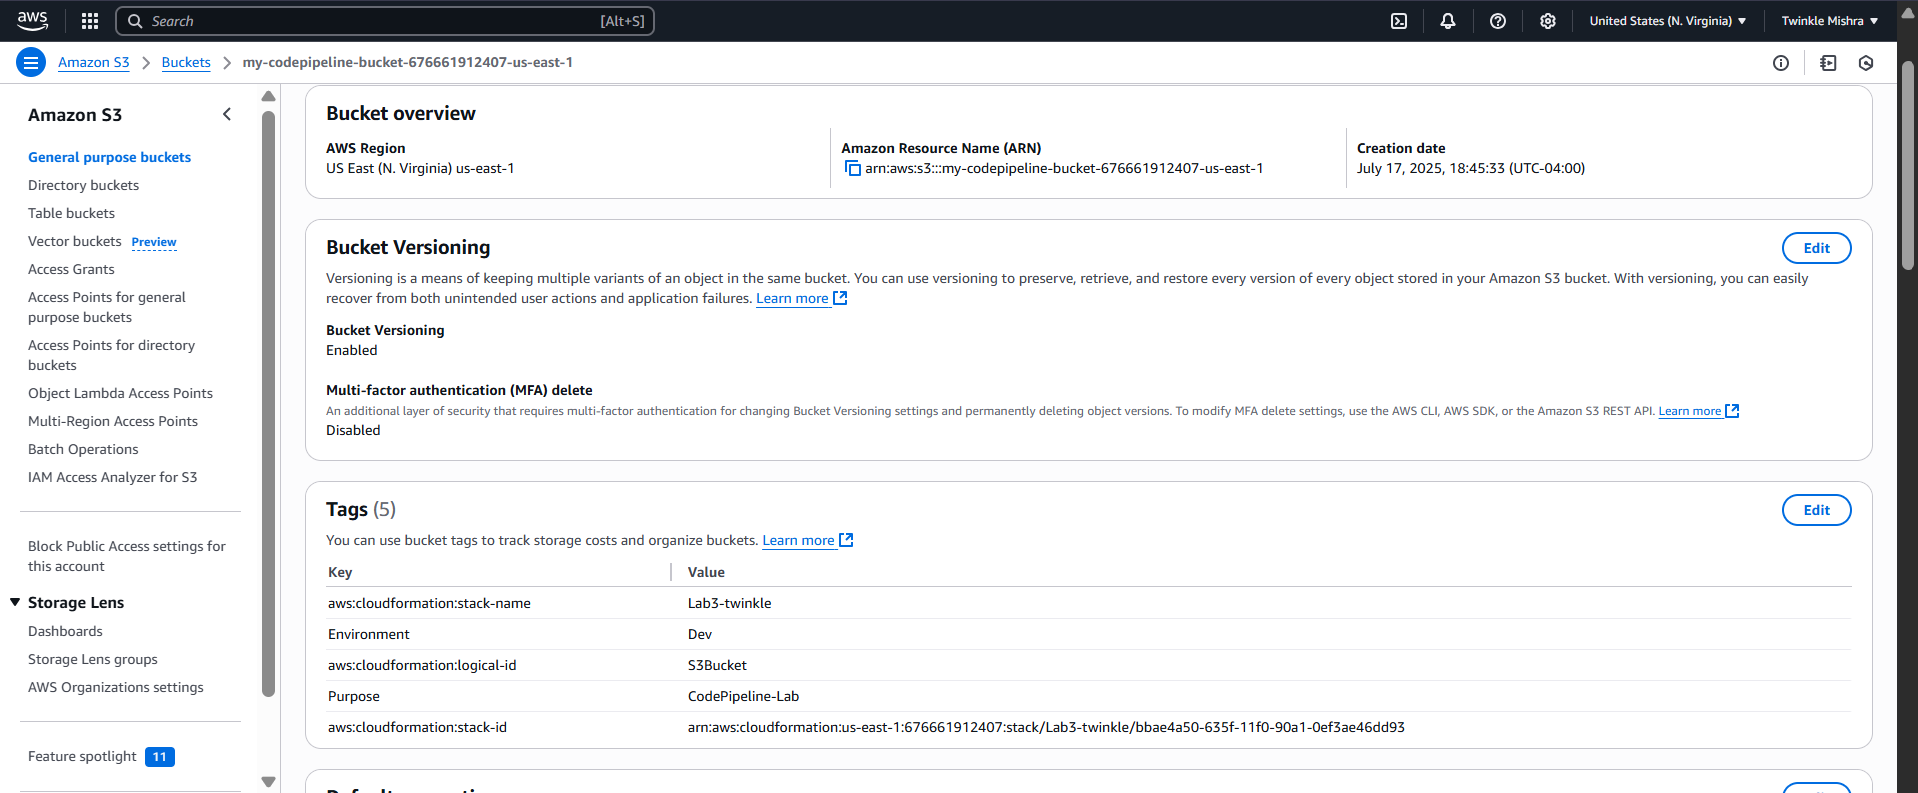 aws
Search [Alt+S]
United States (N. Virginia) Twinkle Mishra
Amazon S3 Buckets my-codepipeline-bucket-676661912407-us-east-1
Amazon S3
General purpose buckets
Directory buckets
Table buckets
Vector buckets Preview
Access Grants
Access Points for general
purpose buckets
Access Points for directory
buckets
Object Lambda Access Points
Multi-Region Access Points
Batch Operations
IAM Access Analyzer for S3
Block Public Access settings for
this account
Storage Lens
Dashboards
Storage Lens groups
AWS Organizations settings
Feature spotlight 11
Bucket overview
AWS Region
US East (N. Virginia) us-east-1
Amazon Resource Name (ARN)
arn:aws:s3:::my-codepipeline-bucket-676661912407-us-east-1
Creation date
July 17, 2025, 18:45:33 (UTC-04:00)
Bucket Versioning
Edit
Versioning is a means of keeping multiple variants of an object in the same bucket. You can use versioning to preserve, retrieve, and restore every version of every object stored in your Amazon S3 bucket. With versioning, you can easily
recover from both unintended user actions and application failures. Learn more
Bucket Versioning
Enabled
Multi-factor authentication (MFA) delete
An additional layer of security that requires multi-factor authentication for changing Bucket Versioning settings and permanently deleting object versions. To modify MFA delete settings, use the AWS CLI, AWS SDK, or the Amazon S3 REST API. Learn more
Disabled
Tags (5)
Edit
You can use bucket tags to track storage costs and organize buckets. Learn more
Key Value
aws:cloudformation:stack-name Lab3-twinkle
Environment Dev
aws:cloudformation:logical-id S3Bucket
Purpose CodePipeline-Lab
aws:cloudformation:stack-id arn:aws:cloudformation:us-east-1:676661912407:stack/Lab3-twinkle/bbae4a50-635f-11f0-90a1-0ef3ae46dd93